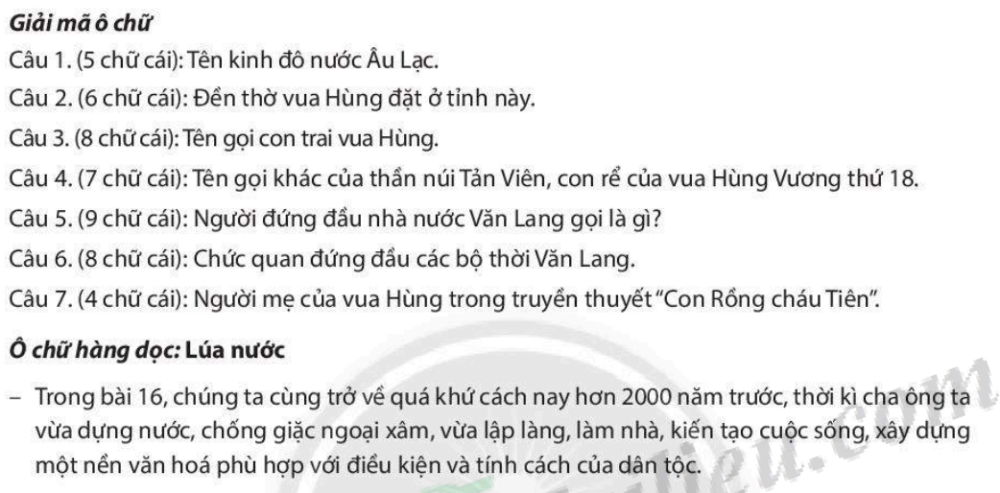 Giải mã ô chữ
Câu 1. (5 chữ cái): Tên kinh đô nước Âu Lạc.
Câu 2. (6 chữ cái): Đền thờ vua Hùng đặt ở tỉnh này.
Câu 3. (8 chữ cái): Tên gọi con trai vua Hùng.
Câu 4. (7 chữ cái): Tên gọi khác của thần núi Tản Viên, con rể của vua Hùng Vương thứ 18.
Câu 5. (9 chữ cái): Người đứng đầu nhà nước Văn Lang gọi là gì?
Câu 6. (8 chữ cái): Chức quan đứng đầu các bộ thời Văn Lang.
Câu 7. (4 chữ cái): Người mẹ của vua Hùng trong truyền thuyết “Con Rồng cháu Tiên”.
Ô chữ hàng dọc: Lúa nước
– Trong bài 16, chúng ta cùng trở về quá khứ cách nay hơn 2000 năm trước, thời kì cha ông ta
vừa dựng nước, chống giặc ngoại xâm, vừa lập làng, làm nhà, kiến tạo cuộc sống, xây dựng
một nền văn hoá phù hợp với điều kiện và tính cách của dân tộc.